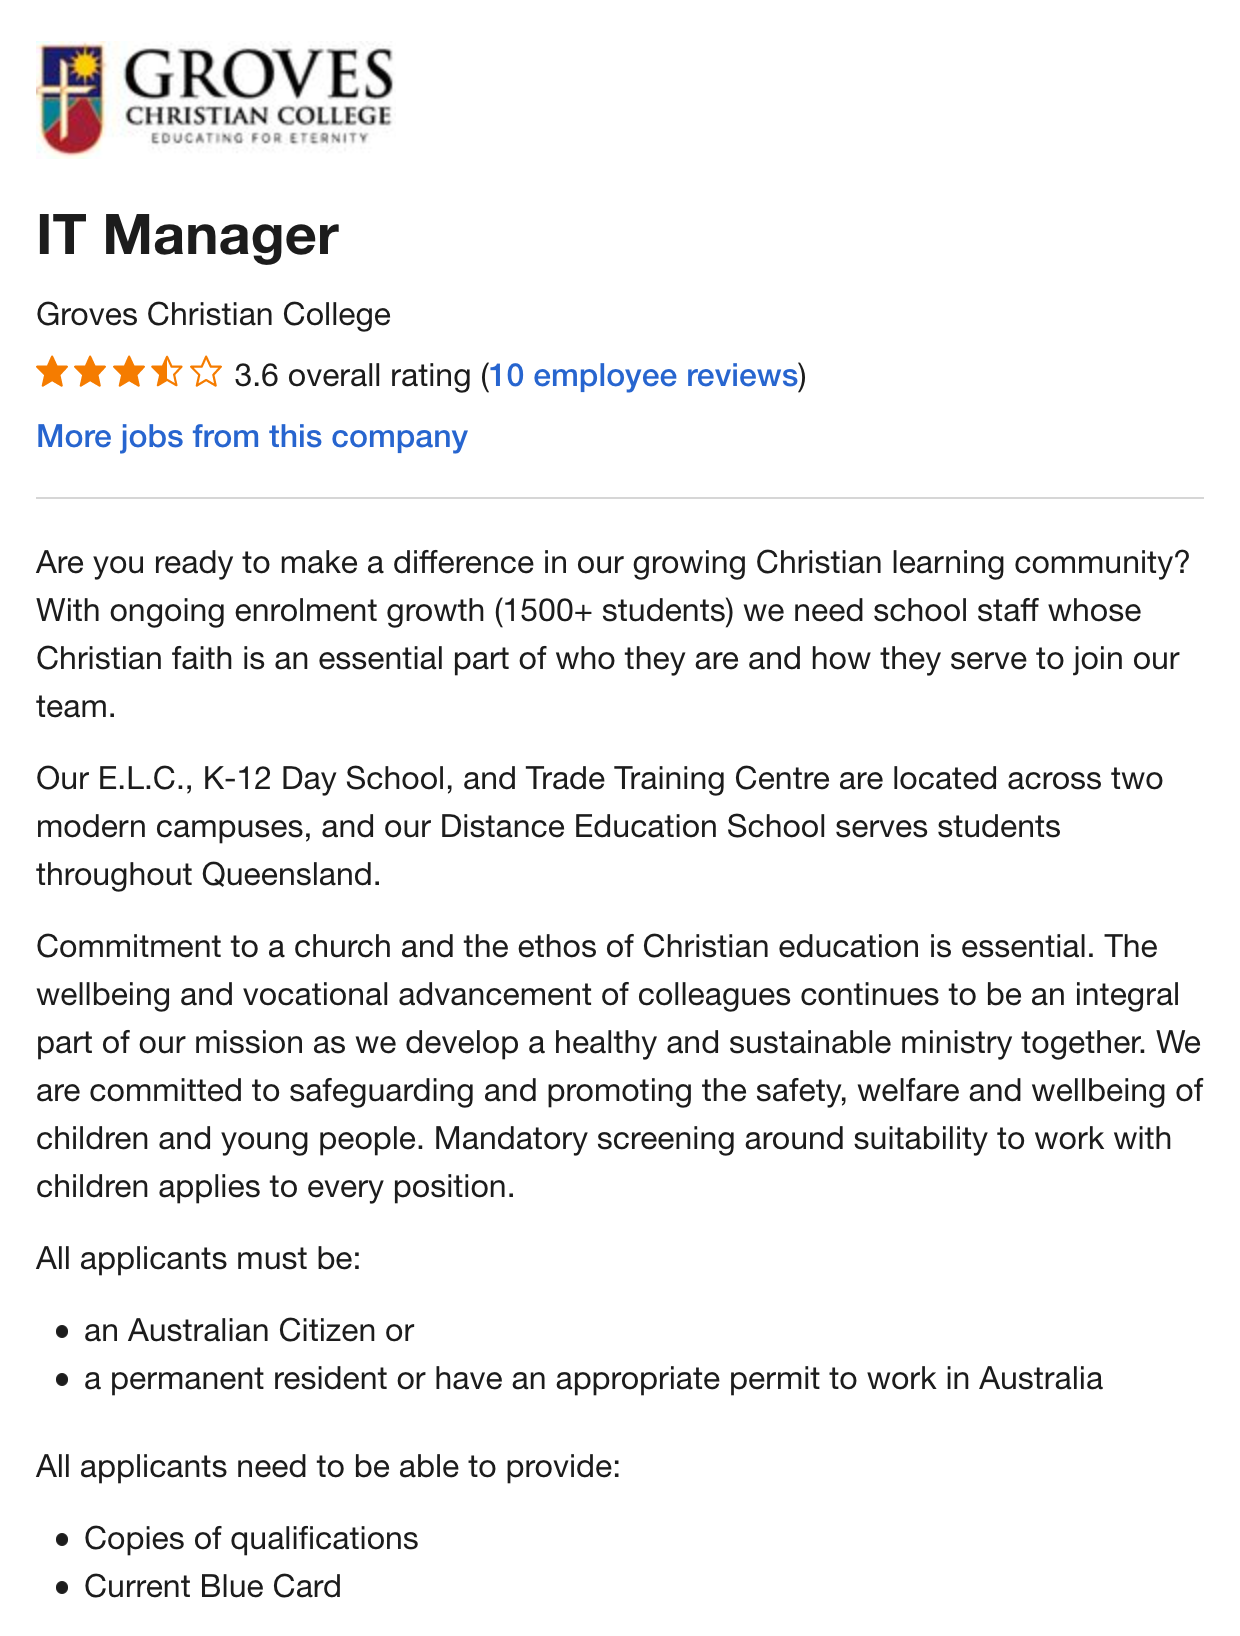 GROVES
CHRISTIAN COLLEGE
EDUCATING FOR ETERNITY
IT Manager
Groves Christian College
3.6 overall rating (10 employee reviews)
More jobs from this company
Are you ready to make a difference in our growing Christian learning community?
With ongoing enrolment growth (1500+ students) we need school staff whose
Christian faith is an essential part of who they are and how they serve to join our
team.
Our E.L.C., K-12 Day School, and Trade Training Centre are located across two
modern campuses, and our Distance Education School serves students
throughout Queensland.
Commitment to a church and the ethos of Christian education is essential. The
wellbeing and vocational advancement of colleagues continues to be an integral
part of our mission as we develop a healthy and sustainable ministry together. We
are committed to safeguarding and promoting the safety, welfare and wellbeing of
children and young people. Mandatory screening around suitability to work with
children applies to every position.
All applicants must be:
• an Australian Citizen or
• a permanent resident or have an appropriate permit to work in Australia
All applicants need to be able to provide:
• Copies of qualifications
• Current Blue Card